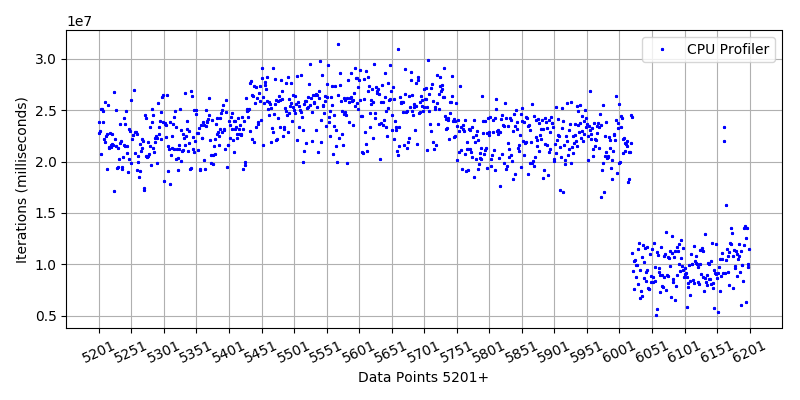 1e7
CPU Profiler
3.0
2.5
2.0
1.5
1.0
0.5
Iterations (milliseconds)
5201 5251 5301 5351 5401 5451 5501 5551 5601 5651 5701 5751 5801 5851 5901 5951 6001 6051 6101 6151 6201
Data Points 5201+